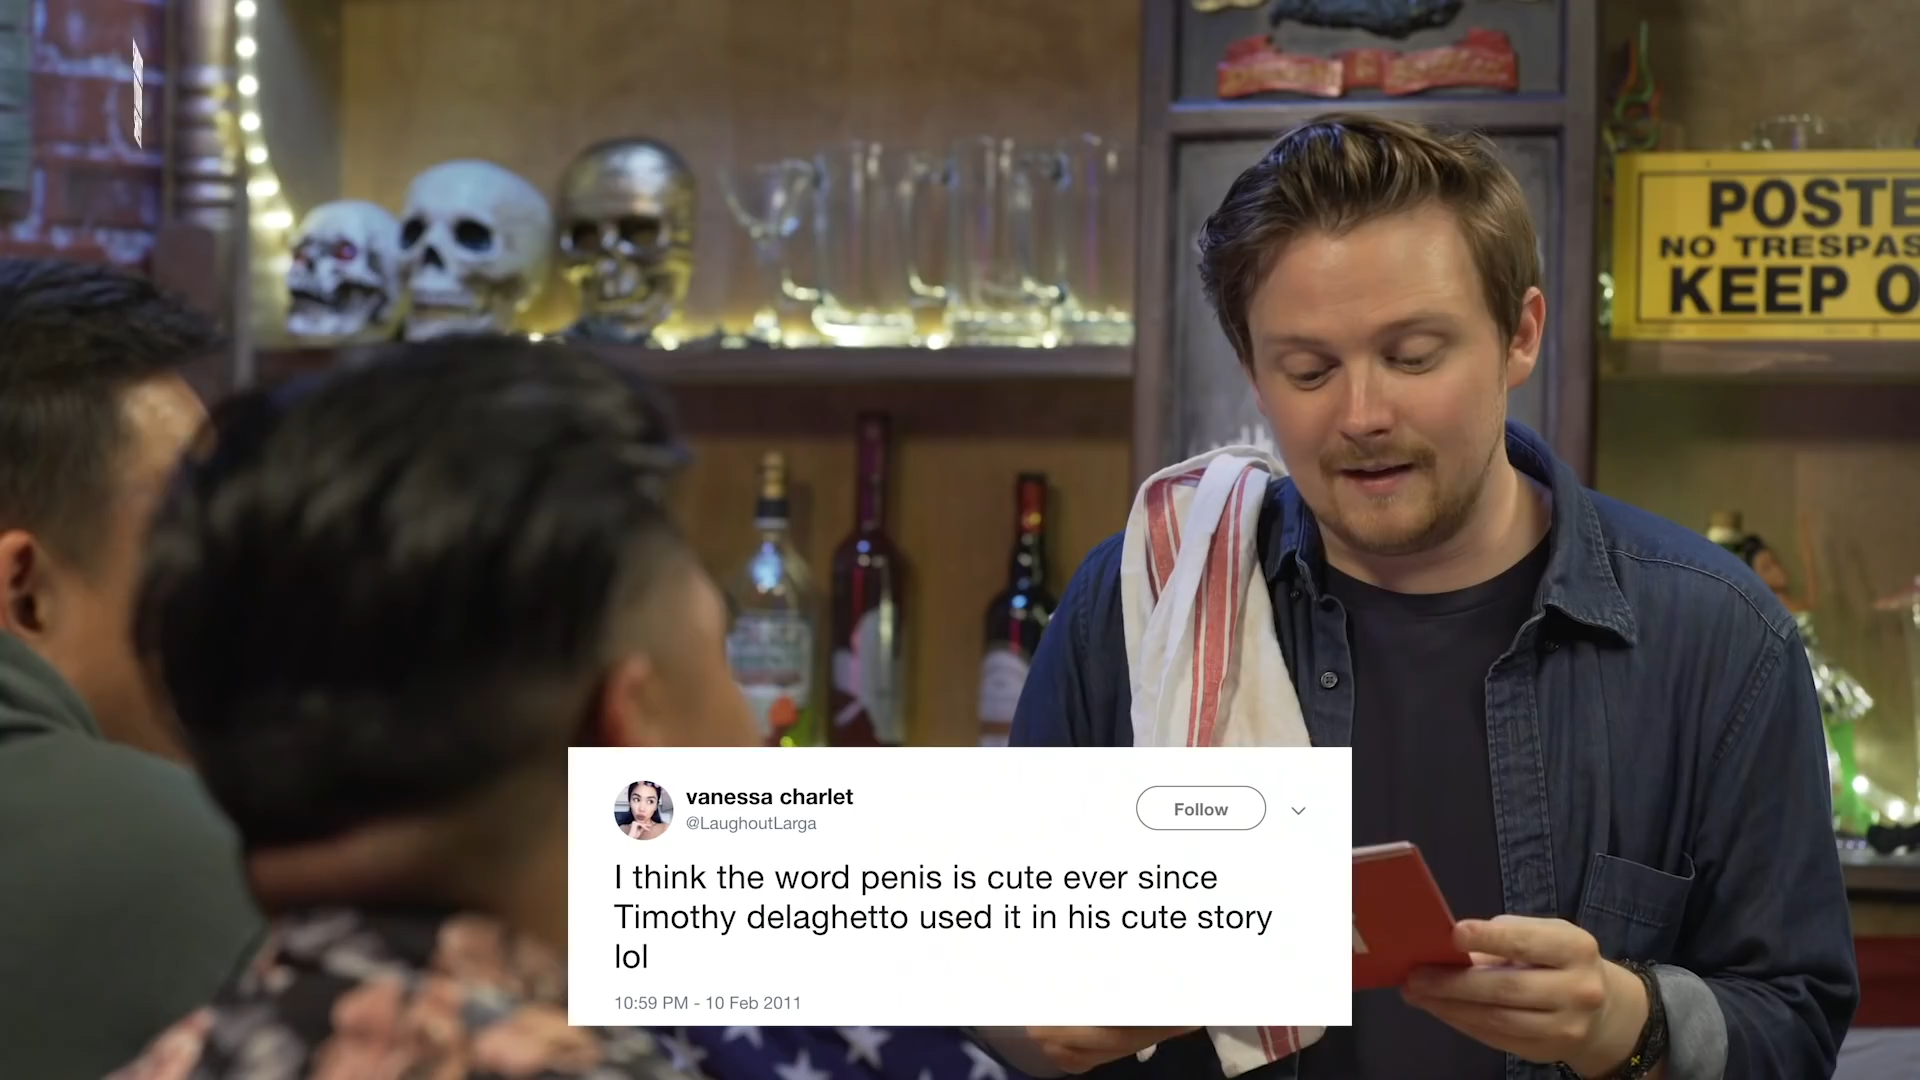 POSTE
NO TRESPAS
KEEP O
vanessa charlet
@LaughoutLarga
Follow
I think the word penis is cute ever since
Timothy delaghetto used it in his cute story
lol
10:59 PM - 10 Feb 2011